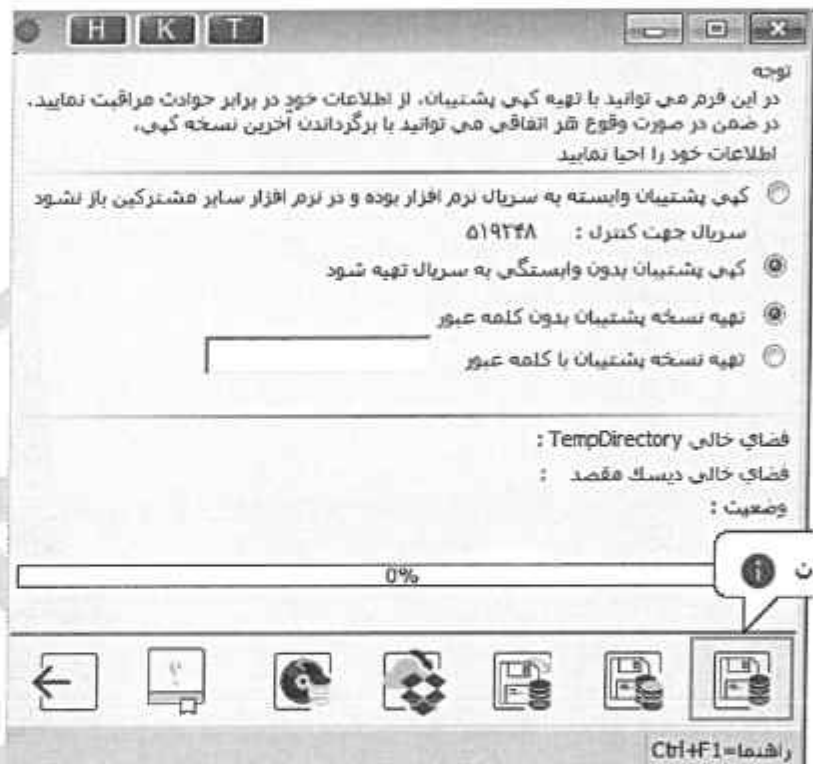 H K T
توجه
در این فرم می توانید با تهیه کپی پشتیبان، از اطلاعات خود در برابر حوادث مراقبت نمایید.
در ضمن در صورت وقوع هر اتفاقی می توانید با برگرداندن آخرین نسخه کپی،
اطلاعات خود را احیا نمایید
کپی پشتیبان وابسته به سریال نرم افزار بوده و در نرم افزار سایر مشترکین باز نشود
سریال جهت کنترل : ۵۱۹۲۴۸
کپی پشتیبان بدون وابستگی به سریال تهیه شود
تهیه نسخه پشتیبان بدون کلمه عبور
تهیه نسخه پشتیبان با کلمه عبور
فضای خالی TempDirectory :
فضای خالی دیسك مقصد :
وضعیت :
ن
0%
راهنما=Ctrl+F1